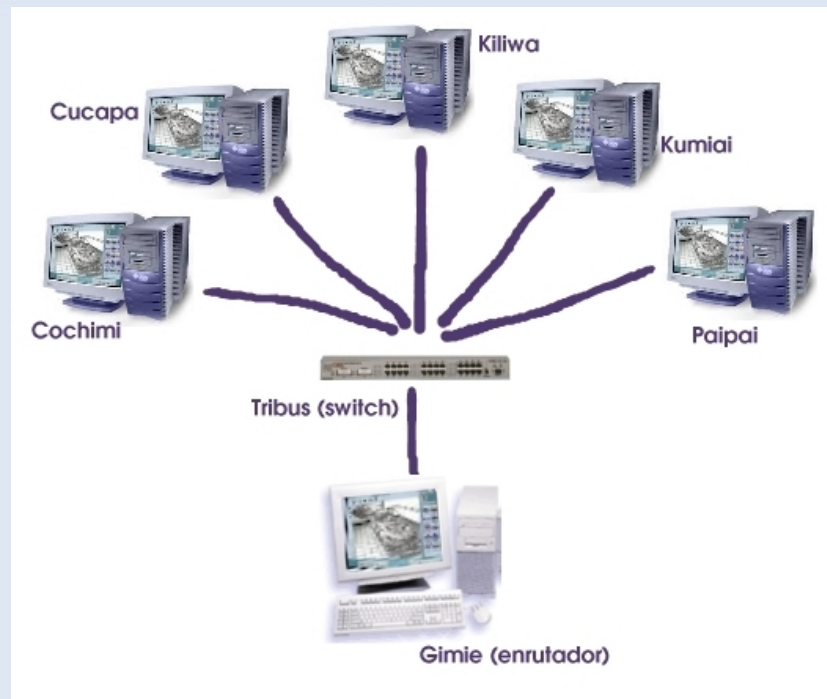 Kiliwa
Cucapa
Kumiai
Cochimi
Paipai
Tribus (switch)
Gimie (enrutador)